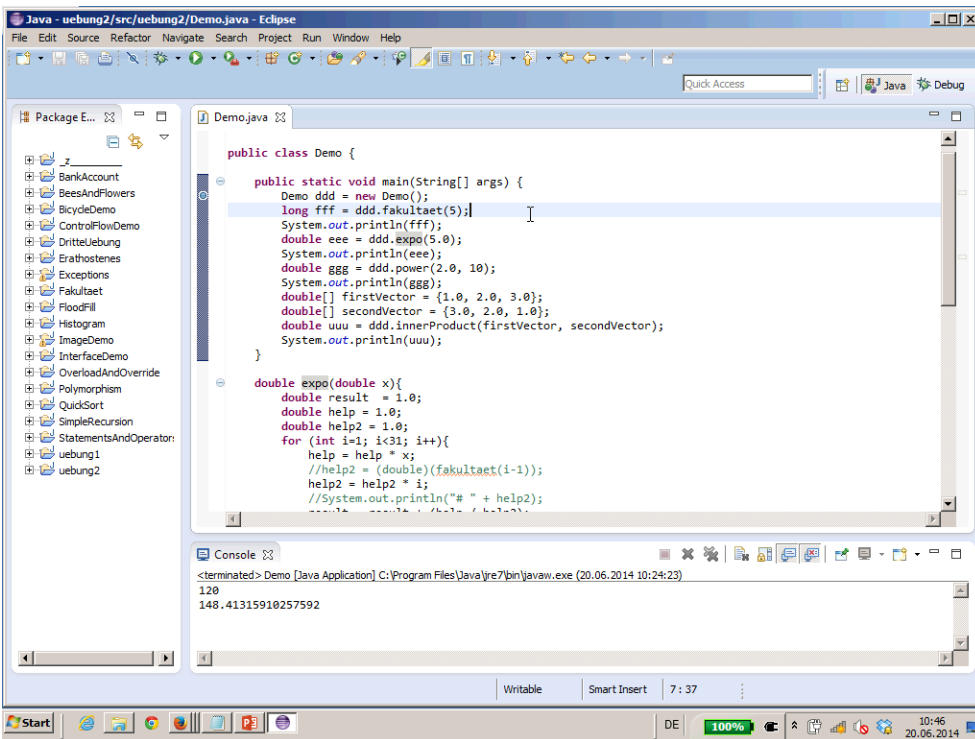 Java - uebung2/src/uebung2/Demo.java - Eclipse
File Edit Source Refactor Navigate Search Project Run Window Help
Quick Access
Java
Debug
Package E...
Demo.java
_z_________
BankAccount
BeesAndFlowers
BicycleDemo
ControlFlowDemo
DritteUebung
Erathostenes
Exceptions
Fakultaet
FloodFill
Histogram
ImageDemo
InterfaceDemo
OverloadAndOverride
Polymorphism
QuickSort
SimpleRecursion
StatementsAndOperator
uebung1
uebung2
public class Demo {
public static void main(String[] args) {
Demo ddd = new Demo();
long fff = ddd.fakultaet(5);
System.out.println(fff);
double eee = ddd.expo(5.0);
System.out.println(eee);
double ggg = ddd.power(2.0, 10);
System.out.println(ggg);
double[] firstVector = {1.0, 2.0, 3.0};
double[] secondVector = {3.0, 2.0, 1.0};
double uuu = ddd.innerProduct(firstVector, secondVector);
System.out.println(uuu);
}
double expo(double x){
double result  = 1.0;
double help = 1.0;
double help2 = 1.0;
for (int i=1; i<31; i++){
help = help * x;
//help2 = (double)(fakultaet(i-1));
help2 = help2 * i;
//System.out.println("# " + help2);
result = result + (help / help2);
Console
<terminated> Demo [Java Application] C:\Program Files\Java\jre7\bin\javaw.exe (20.06.2014 10:24:23)
120
148.41315910257592
Writable
Smart Insert
7 : 37
Start
DE
100%
10:46
20.06.2014